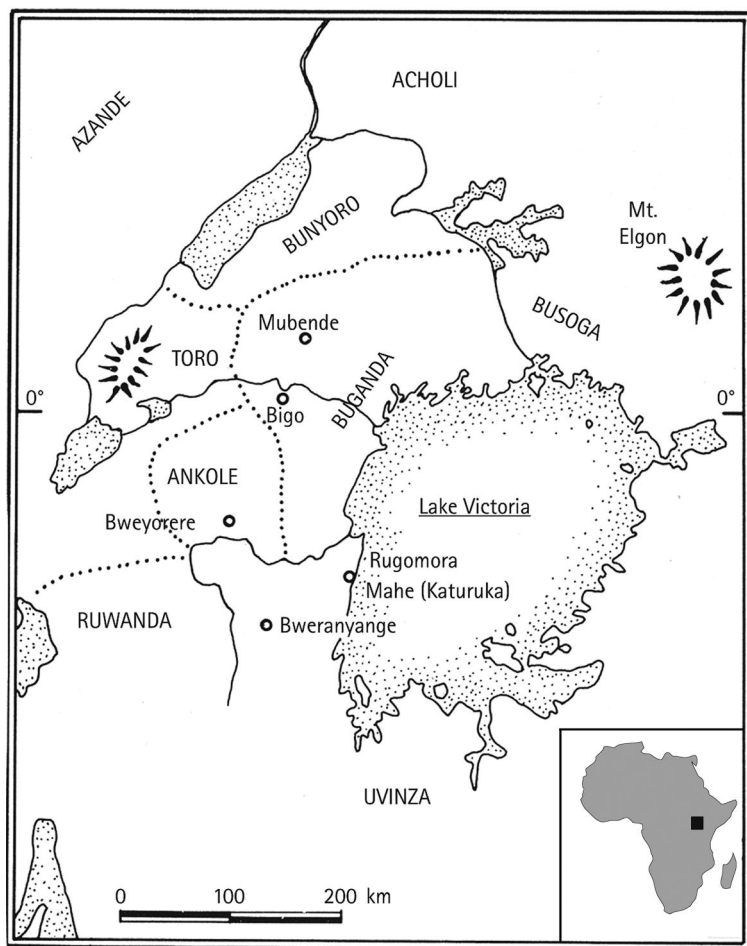 ACHOLI
AZANDE
BUNYORO
Mt.
Elgon
BUSOGA
Mubende
TORO
BUGANDA
0°
0°
Bigo
ANKOLE
Lake Victoria
Bweyorere
Rugomora
Mahe (Katuruka)
RUWANDA
Bweranyange
UVINZA
0 100 200 km